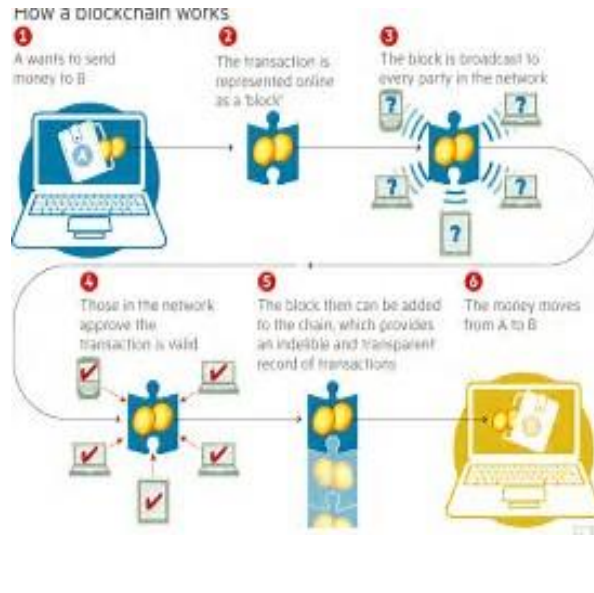 How a blockchain works
1
A wants to send
money to B
2
The transaction is
represented online
as a 'block'
3
The block is broadcast to
every party in the network
? ?
? ?
?
A
4
Those in the network
approve the
transaction is valid
5
The block then can be added
to the chain, which provides
an indelible and transparent
record of transactions
6
The money moves
from A to B